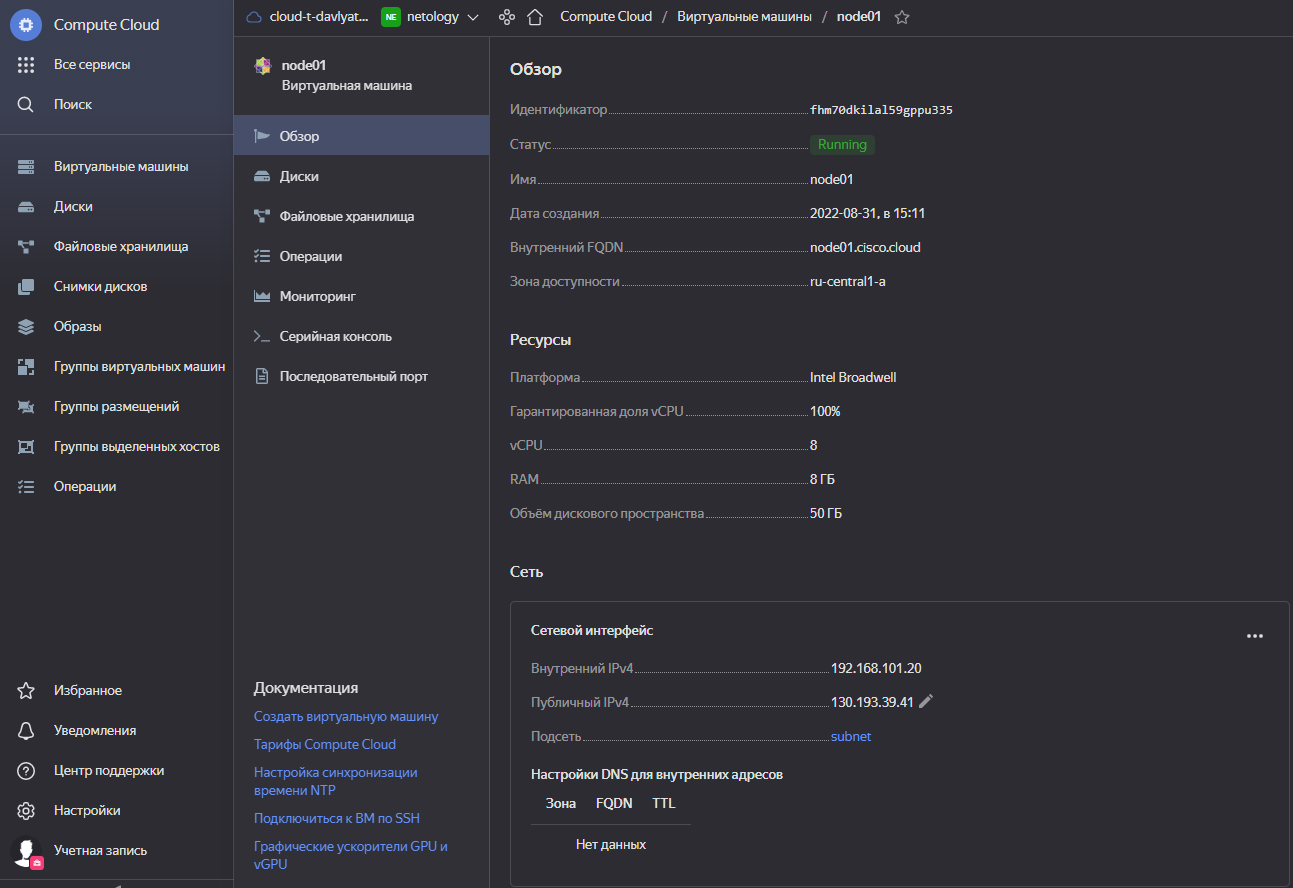 Compute Cloud
Все сервисы
Поиск
Виртуальные машины
Диски
Файловые хранилища
Снимки дисков
Образы
Группы виртуальных машин
Группы размещений
Группы выделенных хостов
Операции
Избранное
Уведомления
Центр поддержки
Настройки
Учетная запись
cloud-t-davlyat... NE netology Compute Cloud / Виртуальные машины / node01
node01
Виртуальная машина
Обзор
Диски
Файловые хранилища
Операции
Мониторинг
Серийная консоль
Последовательный порт
Документация
Создать виртуальную машину
Тарифы Compute Cloud
Настройка синхронизации
времени NTP
Подключиться к ВМ по SSH
Графические ускорители GPU и
vGPU
Обзор
Идентификатор fhm70dkilal59gppu335
Статус Running
Имя node01
Дата создания 2022-08-31, в 15:11
Внутренний FQDN node01.cisco.cloud
Зона доступности ru-central1-a
Ресурсы
Платформа Intel Broadwell
Гарантированная доля vCPU 100%
vCPU 8
RAM 8 ГБ
Объём дискового пространства 50 ГБ
Сеть
Сетевой интерфейс
Внутренний IPv4 192.168.101.20
Публичный IPv4 130.193.39.41
Подсеть subnet
Настройки DNS для внутренних адресов
Зона FQDN TTL
Нет данных